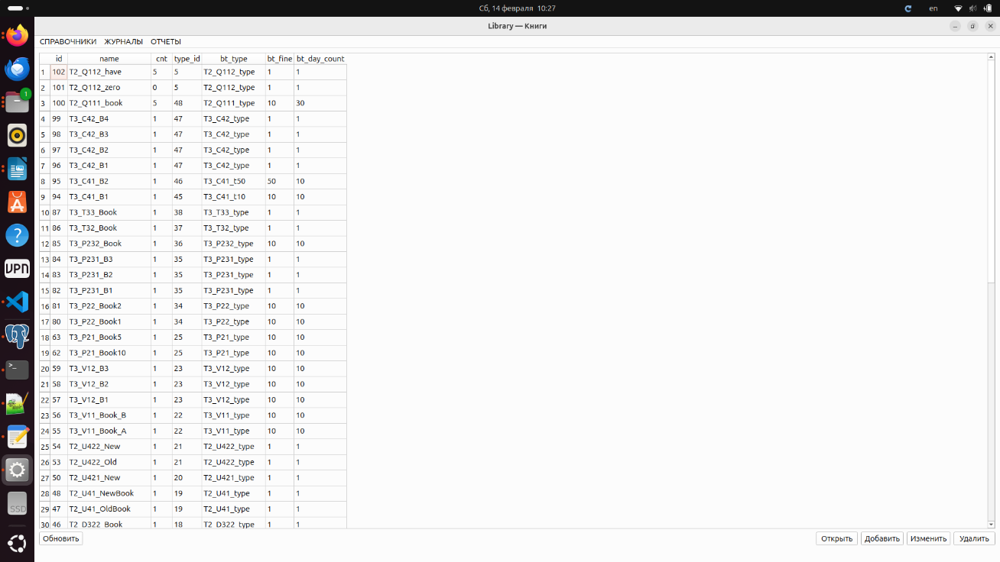 Сб, 14 февраля 10:27
en
Library — Книги
СПРАВОЧНИКИ ЖУРНАЛЫ ОТЧЕТЫ
id name cnt type_id bt_type bt_fine bt_day_count
1 102 T2_Q112_have 5 5 T2_Q112_type 1 1
2 101 T2_Q112_zero 0 5 T2_Q112_type 1 1
3 100 T2_Q111_book 5 48 T2_Q111_type 10 30
4 99 T3_C42_B4 1 47 T3_C42_type 1 1
5 98 T3_C42_B3 1 47 T3_C42_type 1 1
6 97 T3_C42_B2 1 47 T3_C42_type 1 1
7 96 T3_C42_B1 1 47 T3_C42_type 1 1
8 95 T3_C41_B2 1 46 T3_C41_t50 50 10
9 94 T3_C41_B1 1 45 T3_C41_t10 10 10
10 87 T3_T33_Book 1 38 T3_T33_type 1 1
11 86 T3_T32_Book 1 37 T3_T32_type 1 1
12 85 T3_P232_Book 1 36 T3_P232_type 10 10
13 84 T3_P231_B3 1 35 T3_P231_type 1 1
14 83 T3_P231_B2 1 35 T3_P231_type 1 1
15 82 T3_P231_B1 1 35 T3_P231_type 1 1
16 81 T3_P22_Book2 1 34 T3_P22_type 10 10
17 80 T3_P22_Book1 1 34 T3_P22_type 10 10
18 63 T3_P21_Book5 1 25 T3_P21_type 10 10
19 62 T3_P21_Book10 1 25 T3_P21_type 10 10
20 59 T3_V12_B3 1 23 T3_V12_type 10 10
21 58 T3_V12_B2 1 23 T3_V12_type 10 10
22 57 T3_V12_B1 1 23 T3_V12_type 10 10
23 56 T3_V11_Book_B 1 22 T3_V11_type 10 10
24 55 T3_V11_Book_A 1 22 T3_V11_type 10 10
25 54 T2_U422_New 1 21 T2_U422_type 1 1
26 53 T2_U422_Old 1 21 T2_U422_type 1 1
27 50 T2_U421_New 1 20 T2_U421_type 1 1
28 48 T2_U41_NewBook 1 19 T2_U41_type 1 1
29 47 T2_U41_OldBook 1 19 T2_U41_type 1 1
30 46 T2_D322_Book 1 18 T2_D322_type 1 1
Обновить Открыть Добавить Изменить Удалить
1
VPN
SSD